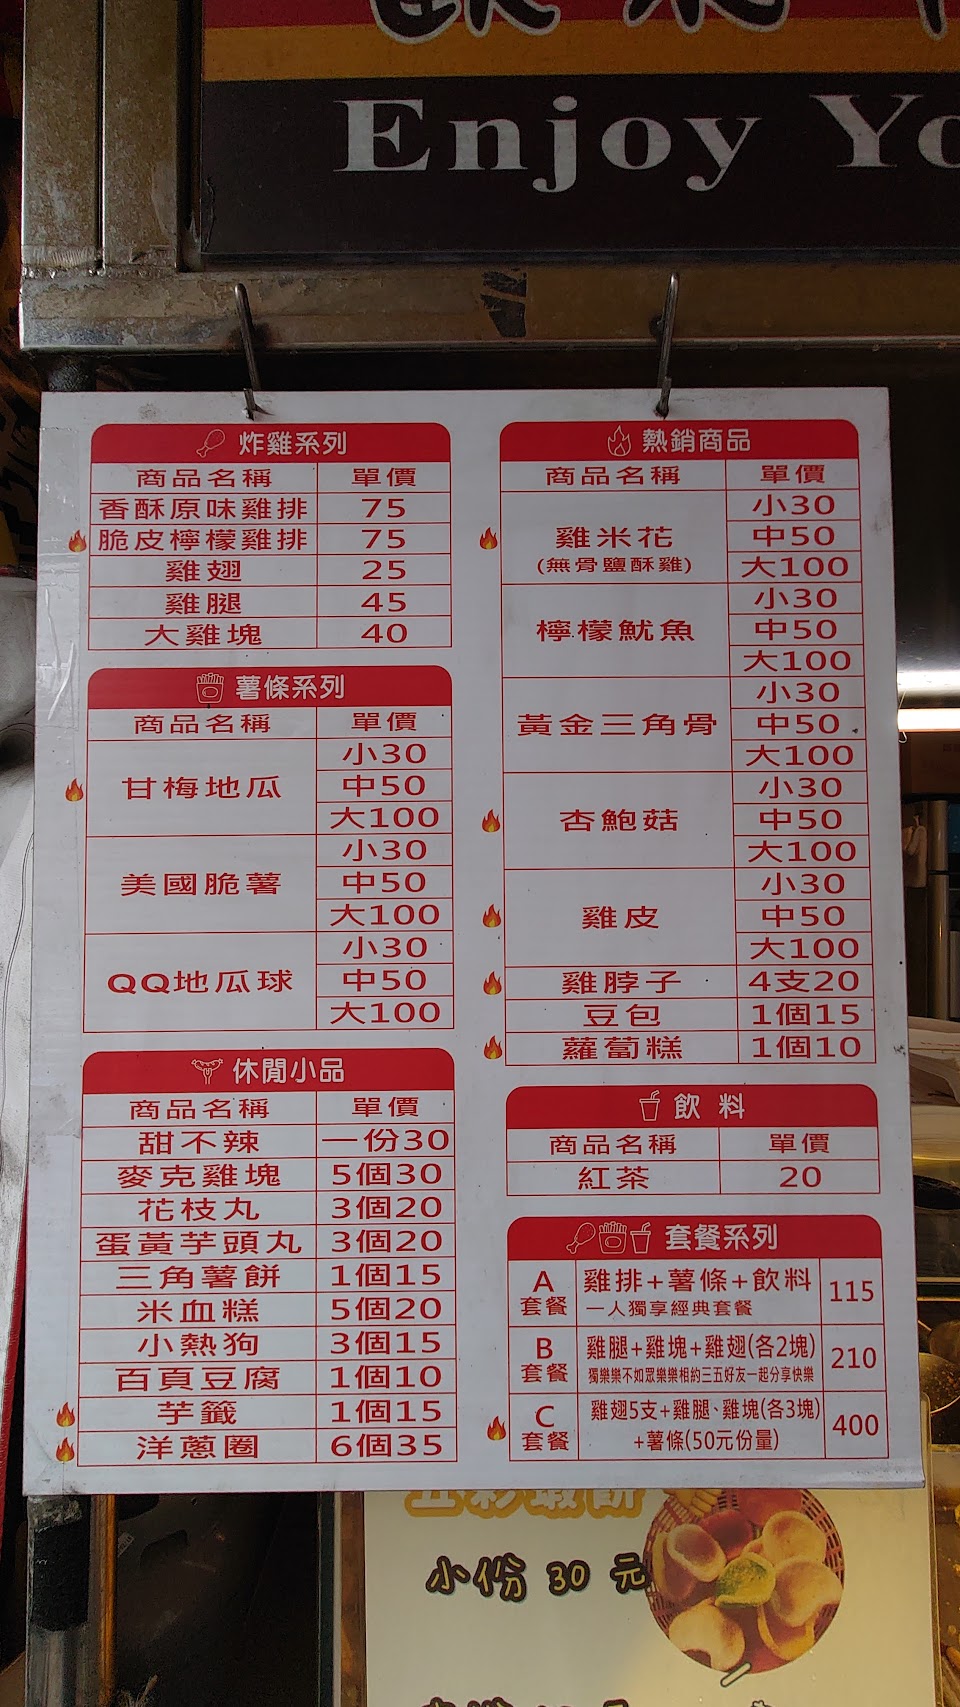 Enjoy Yo
炸雞系列
商品名稱 單價
香酥原味雞排 75
脆皮檸檬雞排 75
雞翅 25
雞腿 45
大雞塊 40
薯條系列
商品名稱 單價
甘梅地瓜 小30
中50
大100
美國脆薯 小30
中50
大100
QQ地瓜球 小30
中50
大100
休閒小品
商品名稱 單價
甜不辣 一份30
麥克雞塊 5個30
花枝丸 3個20
蛋黃芋頭丸 3個20
三角薯餅 1個15
米血糕 5個20
小熱狗 3個15
百頁豆腐 1個10
芋籤 1個15
洋蔥圈 6個35
熱銷商品
商品名稱 單價
雞米花 小30
(無骨鹽酥雞) 中50
大100
檸檬魷魚 小30
中50
大100
黃金三角骨 小30
中50
大100
杏鮑菇 小30
中50
大100
雞皮 小30
中50
大100
雞脖子 4支20
豆包 1個15
蘿蔔糕 1個10
飲料
商品名稱 單價
紅茶 20
套餐系列
A套餐 雞排+薯條+飲料 115
一人獨享經典套餐
B套餐 雞腿+雞塊+雞翅(各2塊) 210
獨樂樂不如眾樂樂相約三五好友一起分享快樂
C套餐 雞翅5支+雞腿、雞塊(各3塊) 400
+薯條(50元份量)
小份 30 元